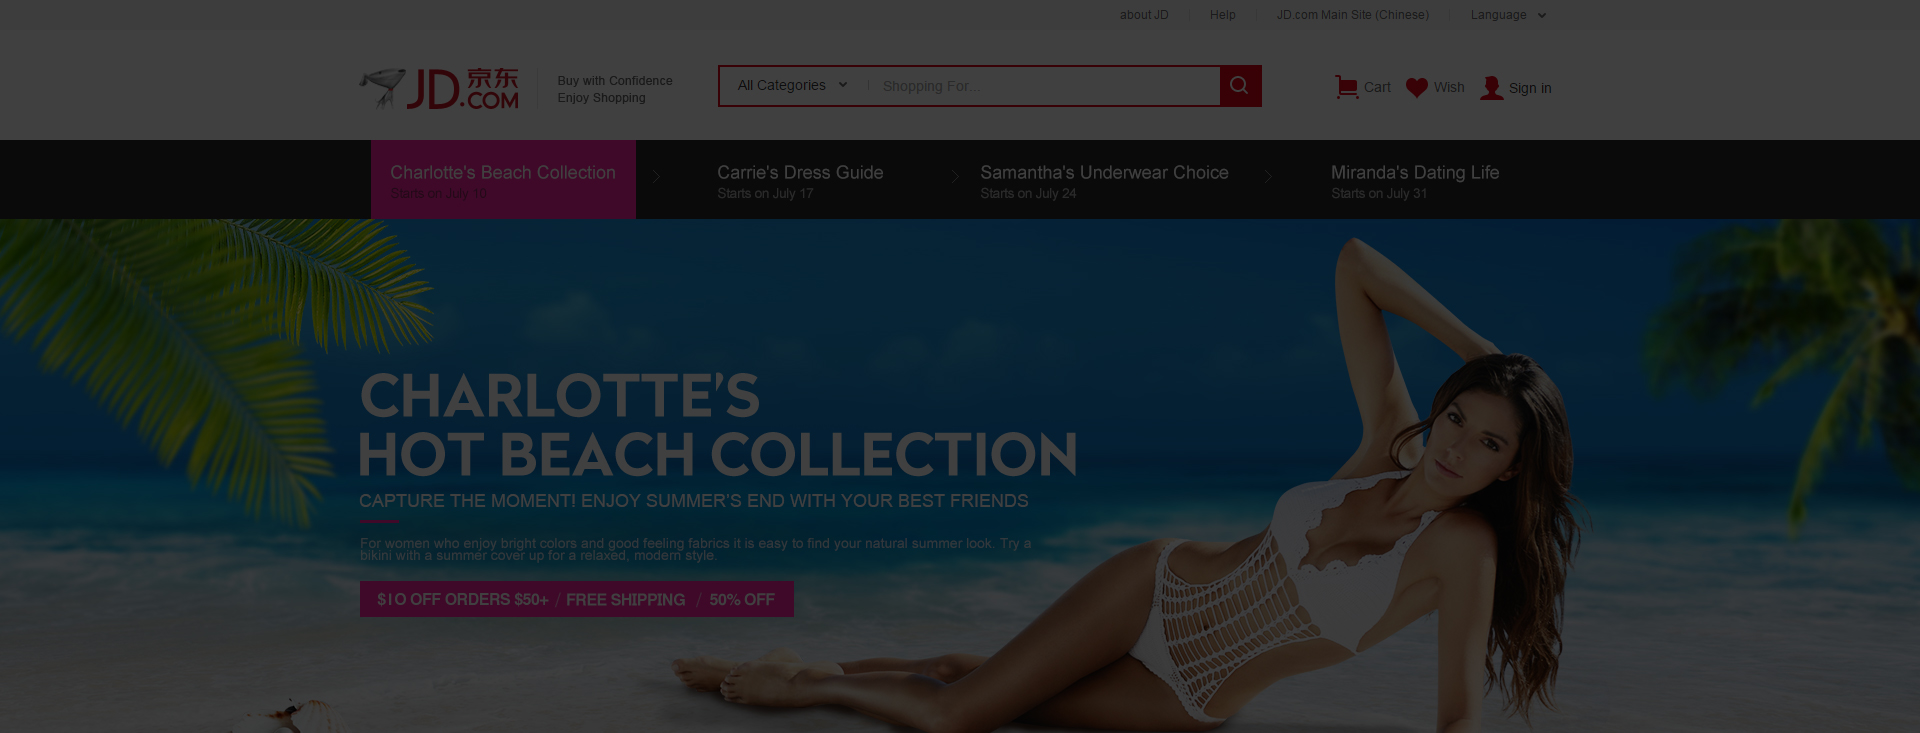 about JD
Help
JD.com Main Site (Chinese)
Language
JD.京东
.COM
Buy with Confidence
Enjoy Shopping
All Categories
Shopping For...
Cart
Wish
Sign in
Charlotte's Beach Collection
Starts on July 10
Carrie's Dress Guide
Starts on July 17
Samantha's Underwear Choice
Starts on July 24
Miranda's Dating Life
Starts on July 31
CHARLOTTE'S
HOT BEACH COLLECTION
CAPTURE THE MOMENT! ENJOY SUMMER'S END WITH YOUR BEST FRIENDS
For women who enjoy bright colors and good feeling fabrics it is easy to find your natural summer look. Try a
bikini with a summer cover up for a relaxed, modern style.
$10 OFF ORDERS $50+ / FREE SHIPPING / 50% OFF